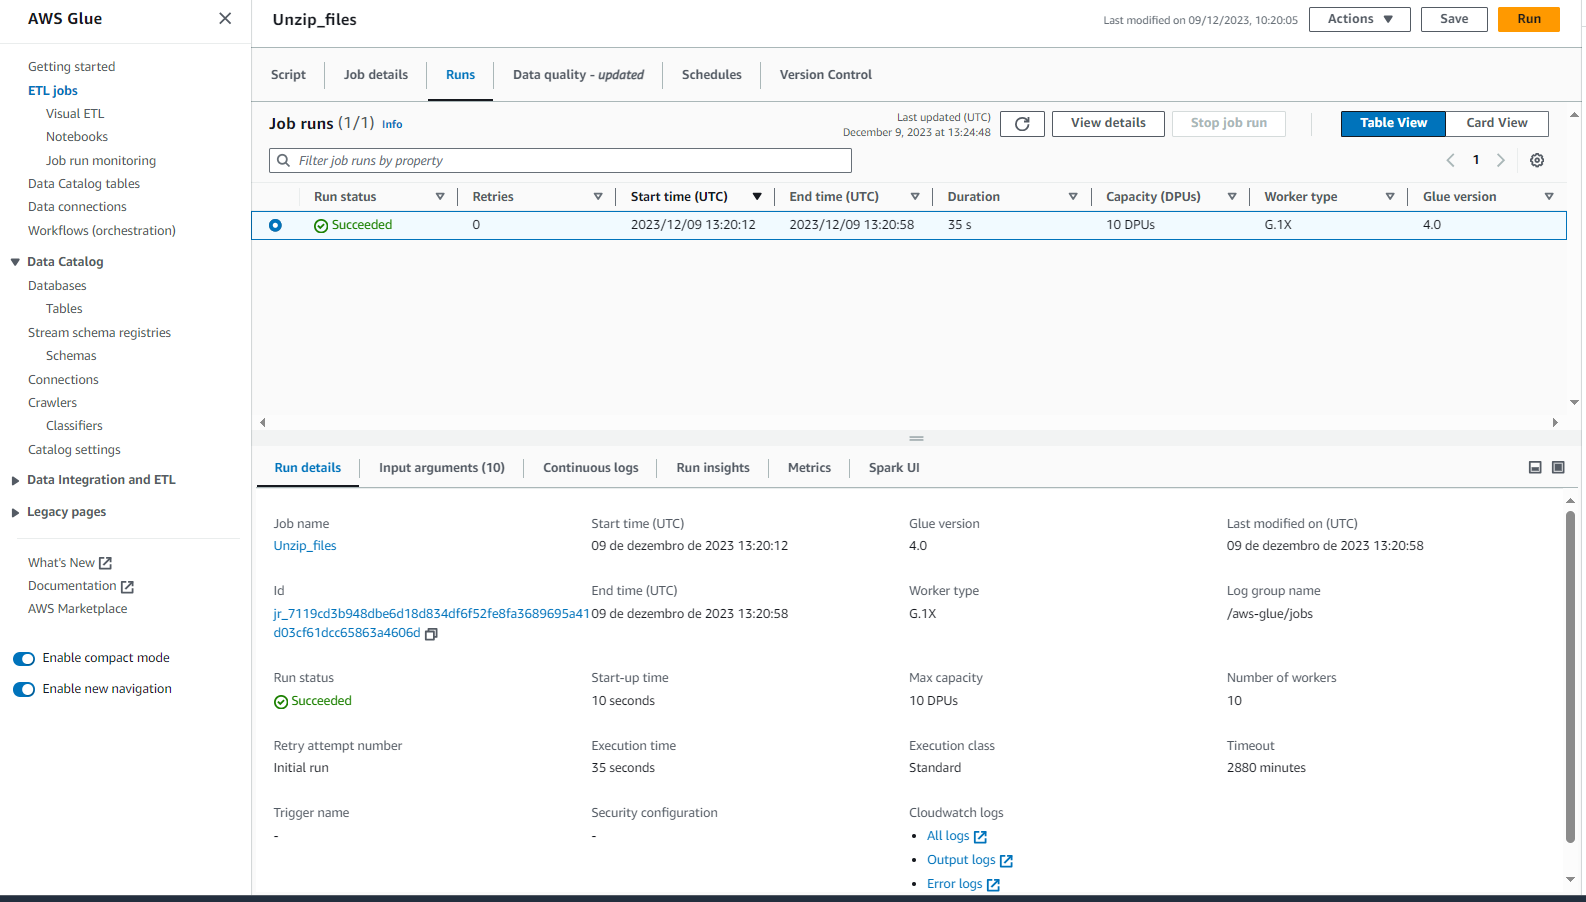 AWS Glue
Getting started
ETL jobs
Visual ETL
Notebooks
Job run monitoring
Data Catalog tables
Data connections
Workflows (orchestration)
Data Catalog
Databases
Tables
Stream schema registries
Schemas
Connections
Crawlers
Classifiers
Catalog settings
Data Integration and ETL
Legacy pages
What's New
Documentation
AWS Marketplace
Enable compact mode
Enable new navigation
Unzip_files
Last modified on 09/12/2023, 10:20:05
Actions
Save
Run
Script
Job details
Runs
Data quality - updated
Schedules
Version Control
Job runs (1/1) Info
Last updated (UTC)
December 9, 2023 at 13:24:48
View details
Stop job run
Table View
Card View
Filter job runs by property
1
Run status Retries Start time (UTC) End time (UTC) Duration Capacity (DPUs) Worker type Glue version
Succeeded 0 2023/12/09 13:20:12 2023/12/09 13:20:58 35 s 10 DPUs G.1X 4.0
Run details
Input arguments (10)
Continuous logs
Run insights
Metrics
Spark UI
Job name
Unzip_files
Start time (UTC)
09 de dezembro de 2023 13:20:12
Glue version
4.0
Last modified on (UTC)
09 de dezembro de 2023 13:20:58
Id
jr_7119cd3b948dbe6d18d834df6f52fe8fa3689695a41
d03cf61dcc65863a4606d
End time (UTC)
09 de dezembro de 2023 13:20:58
Worker type
G.1X
Log group name
/aws-glue/jobs
Run status
Succeeded
Start-up time
10 seconds
Max capacity
10 DPUs
Number of workers
10
Retry attempt number
Initial run
Execution time
35 seconds
Execution class
Standard
Timeout
2880 minutes
Trigger name
-
Security configuration
-
Cloudwatch logs
All logs
Output logs
Error logs